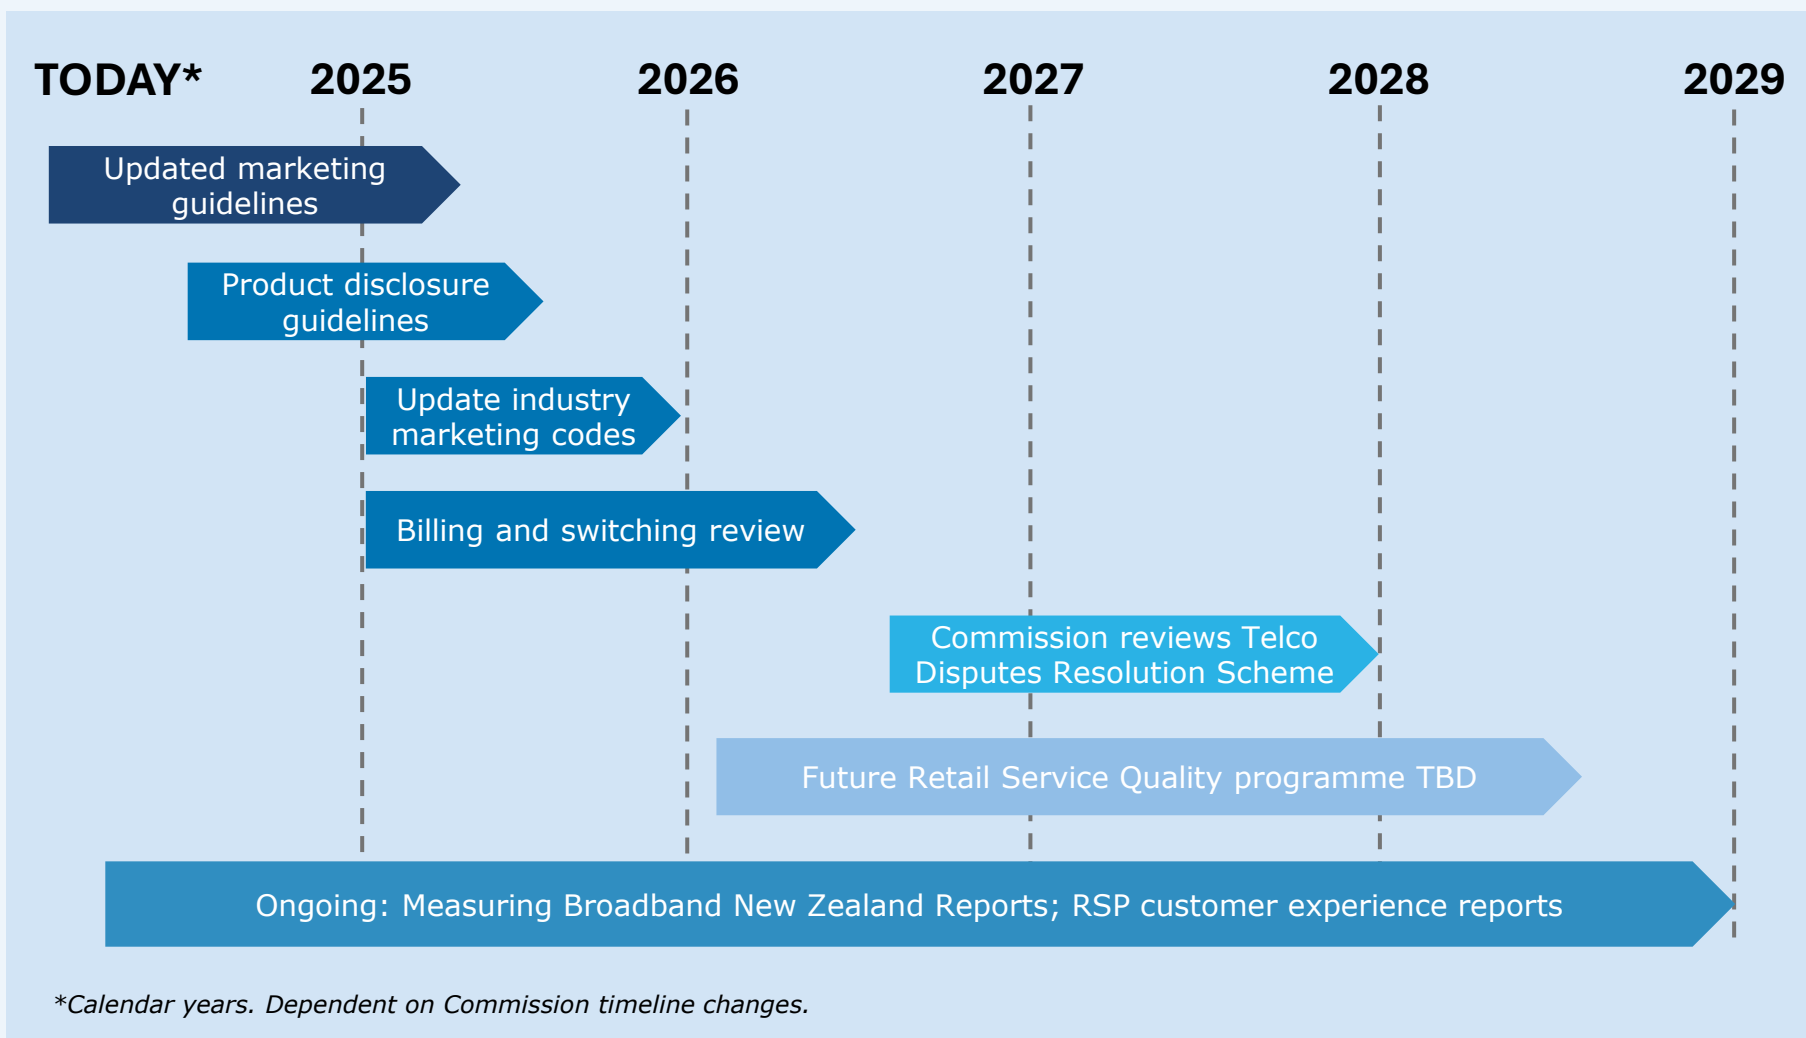 TODAY* 2025 2026 2027 2028 2029
Updated marketing
guidelines
Product disclosure
guidelines
Update industry
marketing codes
Billing and switching review
Commission reviews Telco
Disputes Resolution Scheme
Future Retail Service Quality programme TBD
Ongoing: Measuring Broadband New Zealand Reports; RSP customer experience reports
*Calendar years. Dependent on Commission timeline changes.